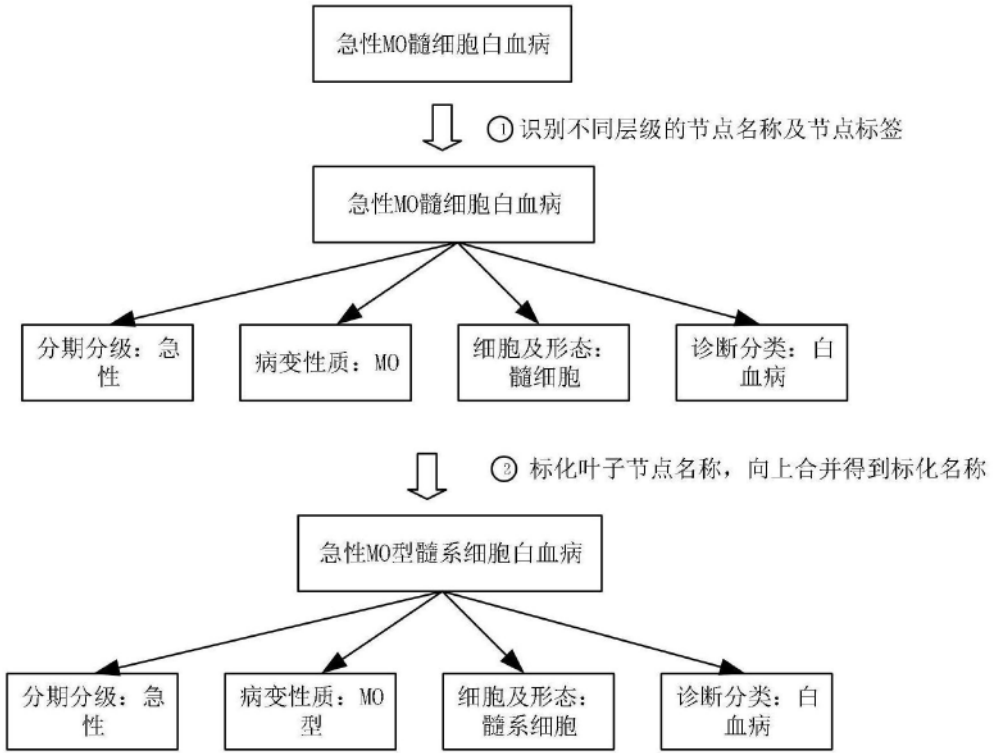 急性MO髓细胞白血病
①识别不同层级的节点名称及节点标签
急性MO髓细胞白血病
分期分级：急
性
病变性质：MO
细胞及形态：
髓细胞
诊断分类：白
血病
② 标化叶子节点名称，向上合并得到标化名称
急性MO型髓系细胞白血病
分期分级：急
性
病变性质：MO
型
细胞及形态：
髓系细胞
诊断分类：白
血病